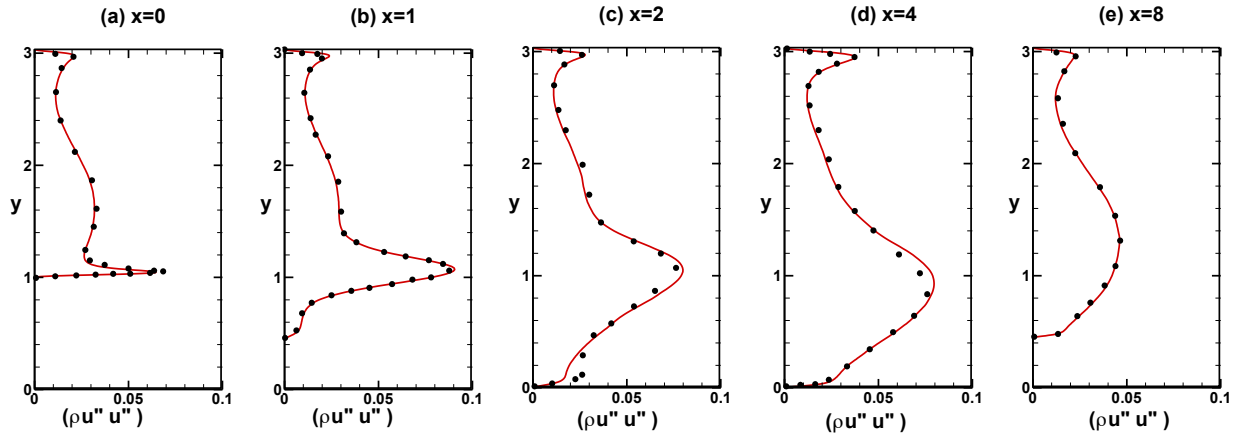 (a) x=0 (b) x=1 (c) x=2 (d) x=4 (e) x=8
3 3 3 3 3
2 2 2 2 2
y y y y y
1 1 1 1 1
0 0 0 0 0
0 0.05 0.1 0 0.05 0.1 0 0.05 0.1 0 0.05 0.1 0 0.05 0.1
(ρu" u" ) (ρu" u" ) (ρu" u" ) (ρu" u" ) (ρu" u" )